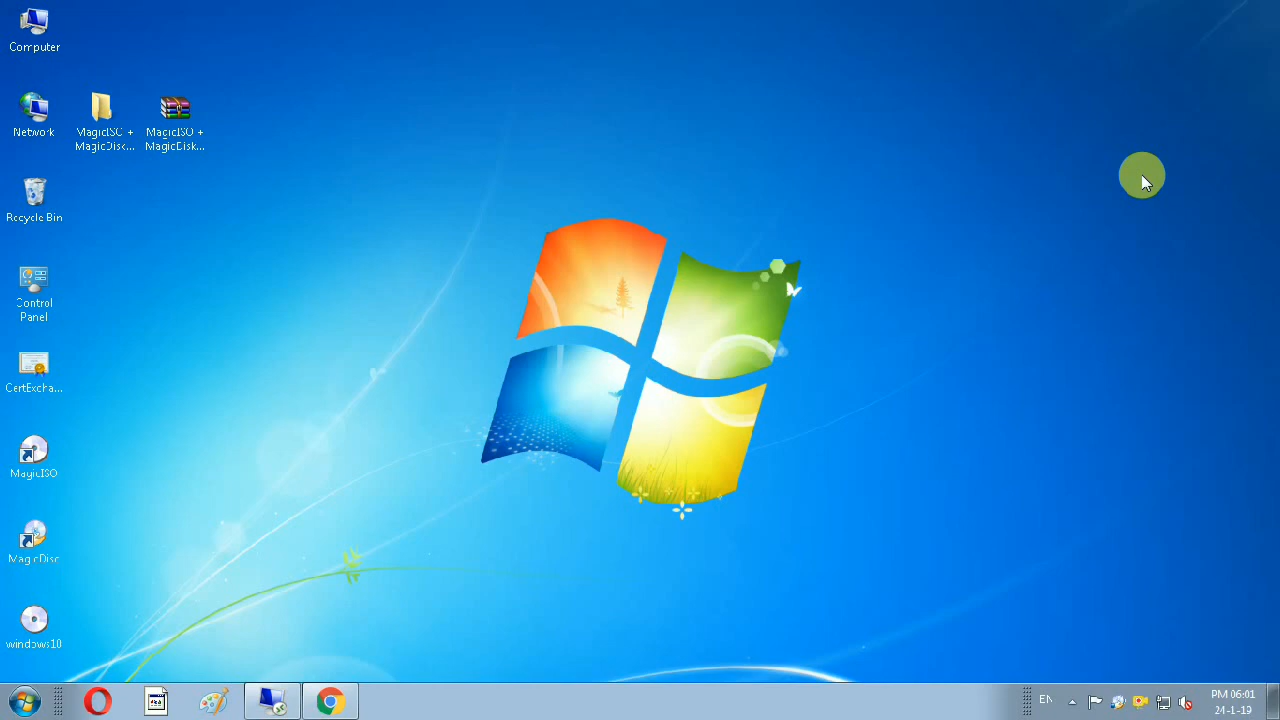 Computer
Network
MagicISO +
MagicDisk...
MagicISO +
MagicDisk...
Recycle Bin
Control
Panel
CertExcha...
MagicISO
MagicDisc
windows10
EN
PM 06:01
24-1-19